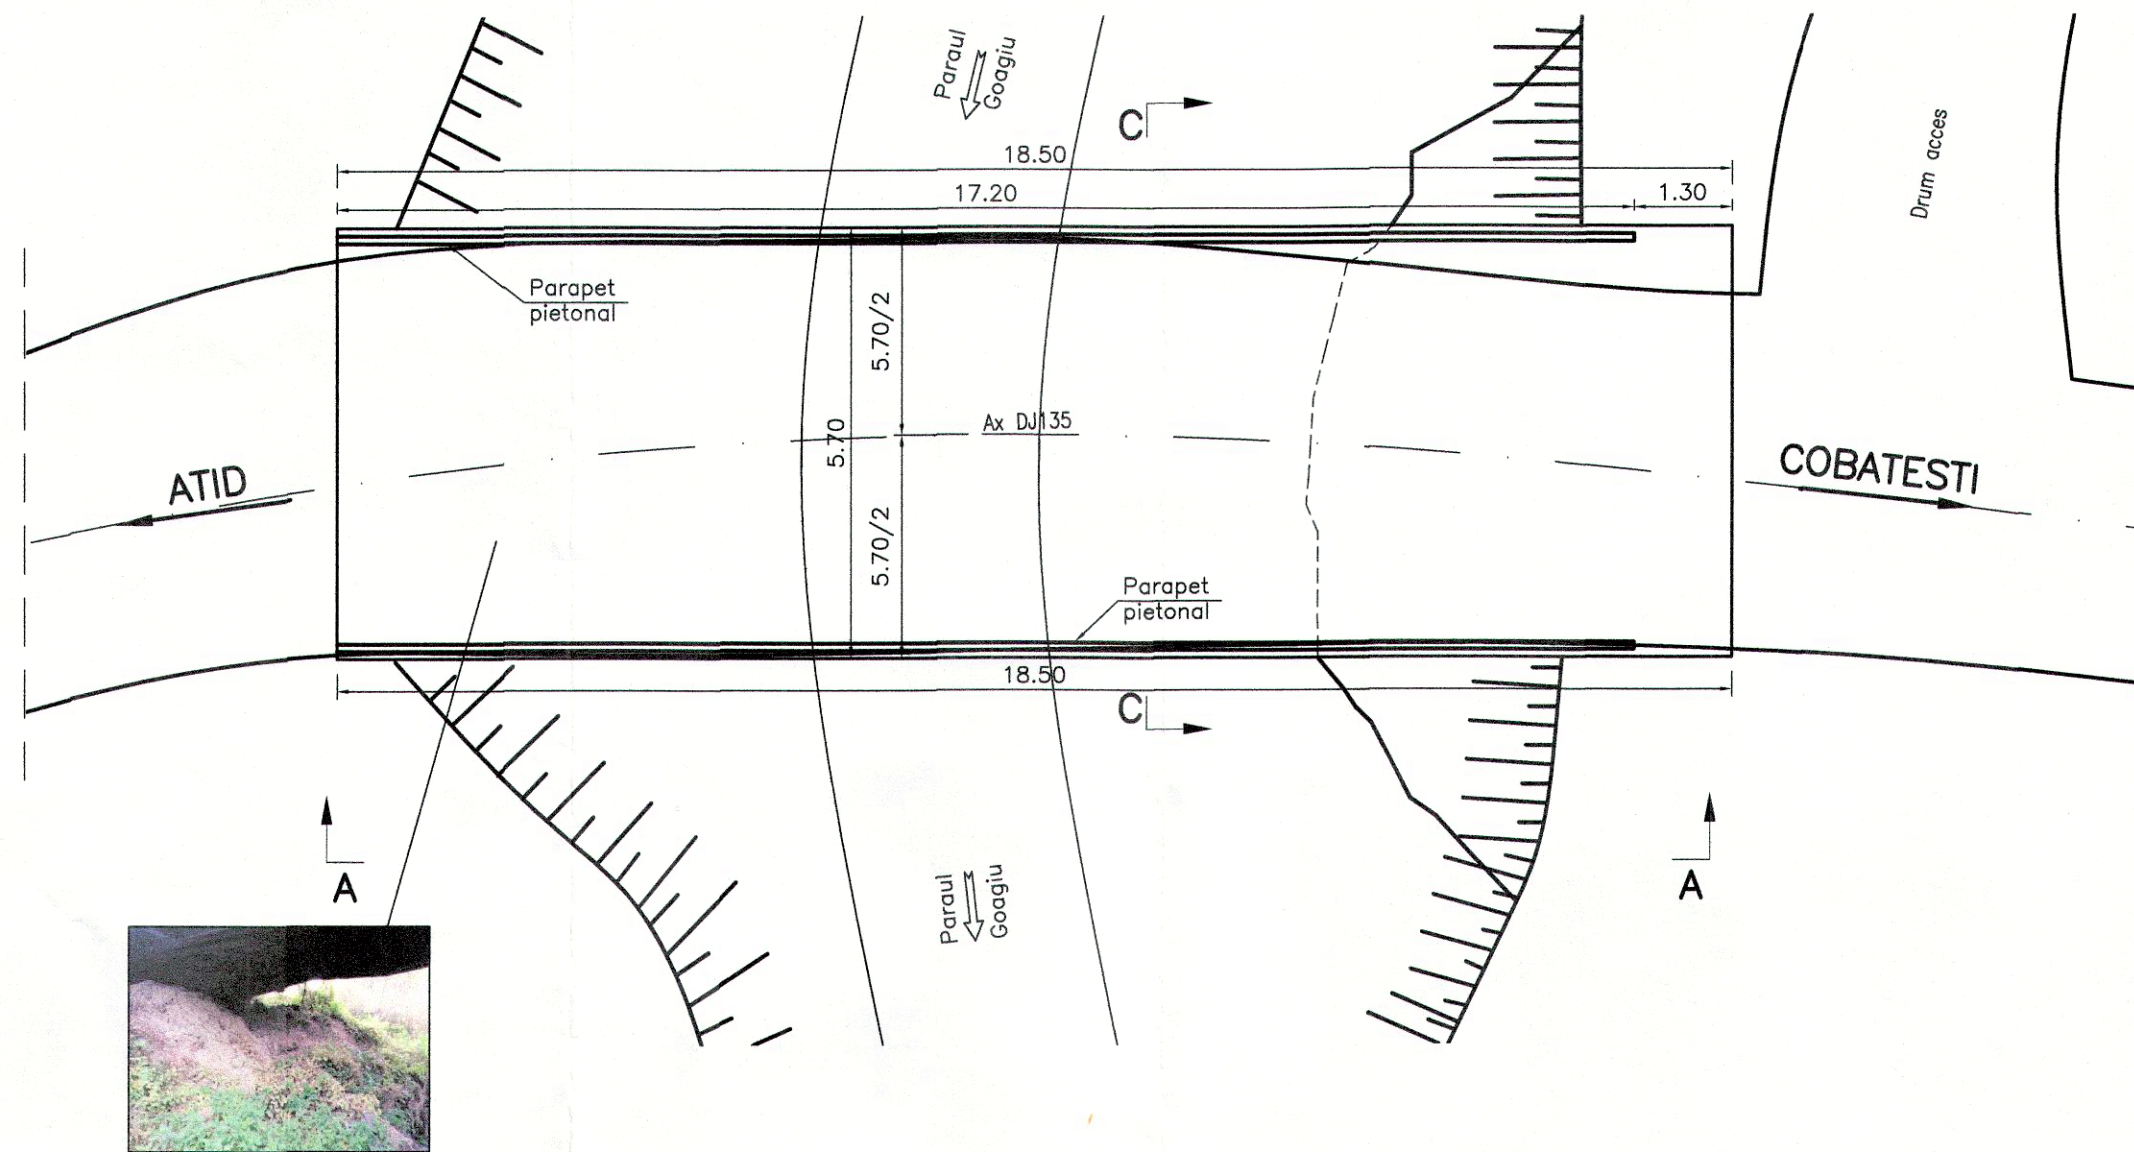 Paraul
Goagiu
C
18.50
17.20
1.30
Drum acces
Parapet
pietonal
5.70/2
5.70
Ax DJ135
5.70/2
ATID
COBATESTI
Parapet
pietonal
18.50
C
A
A
Paraul
Goagiu